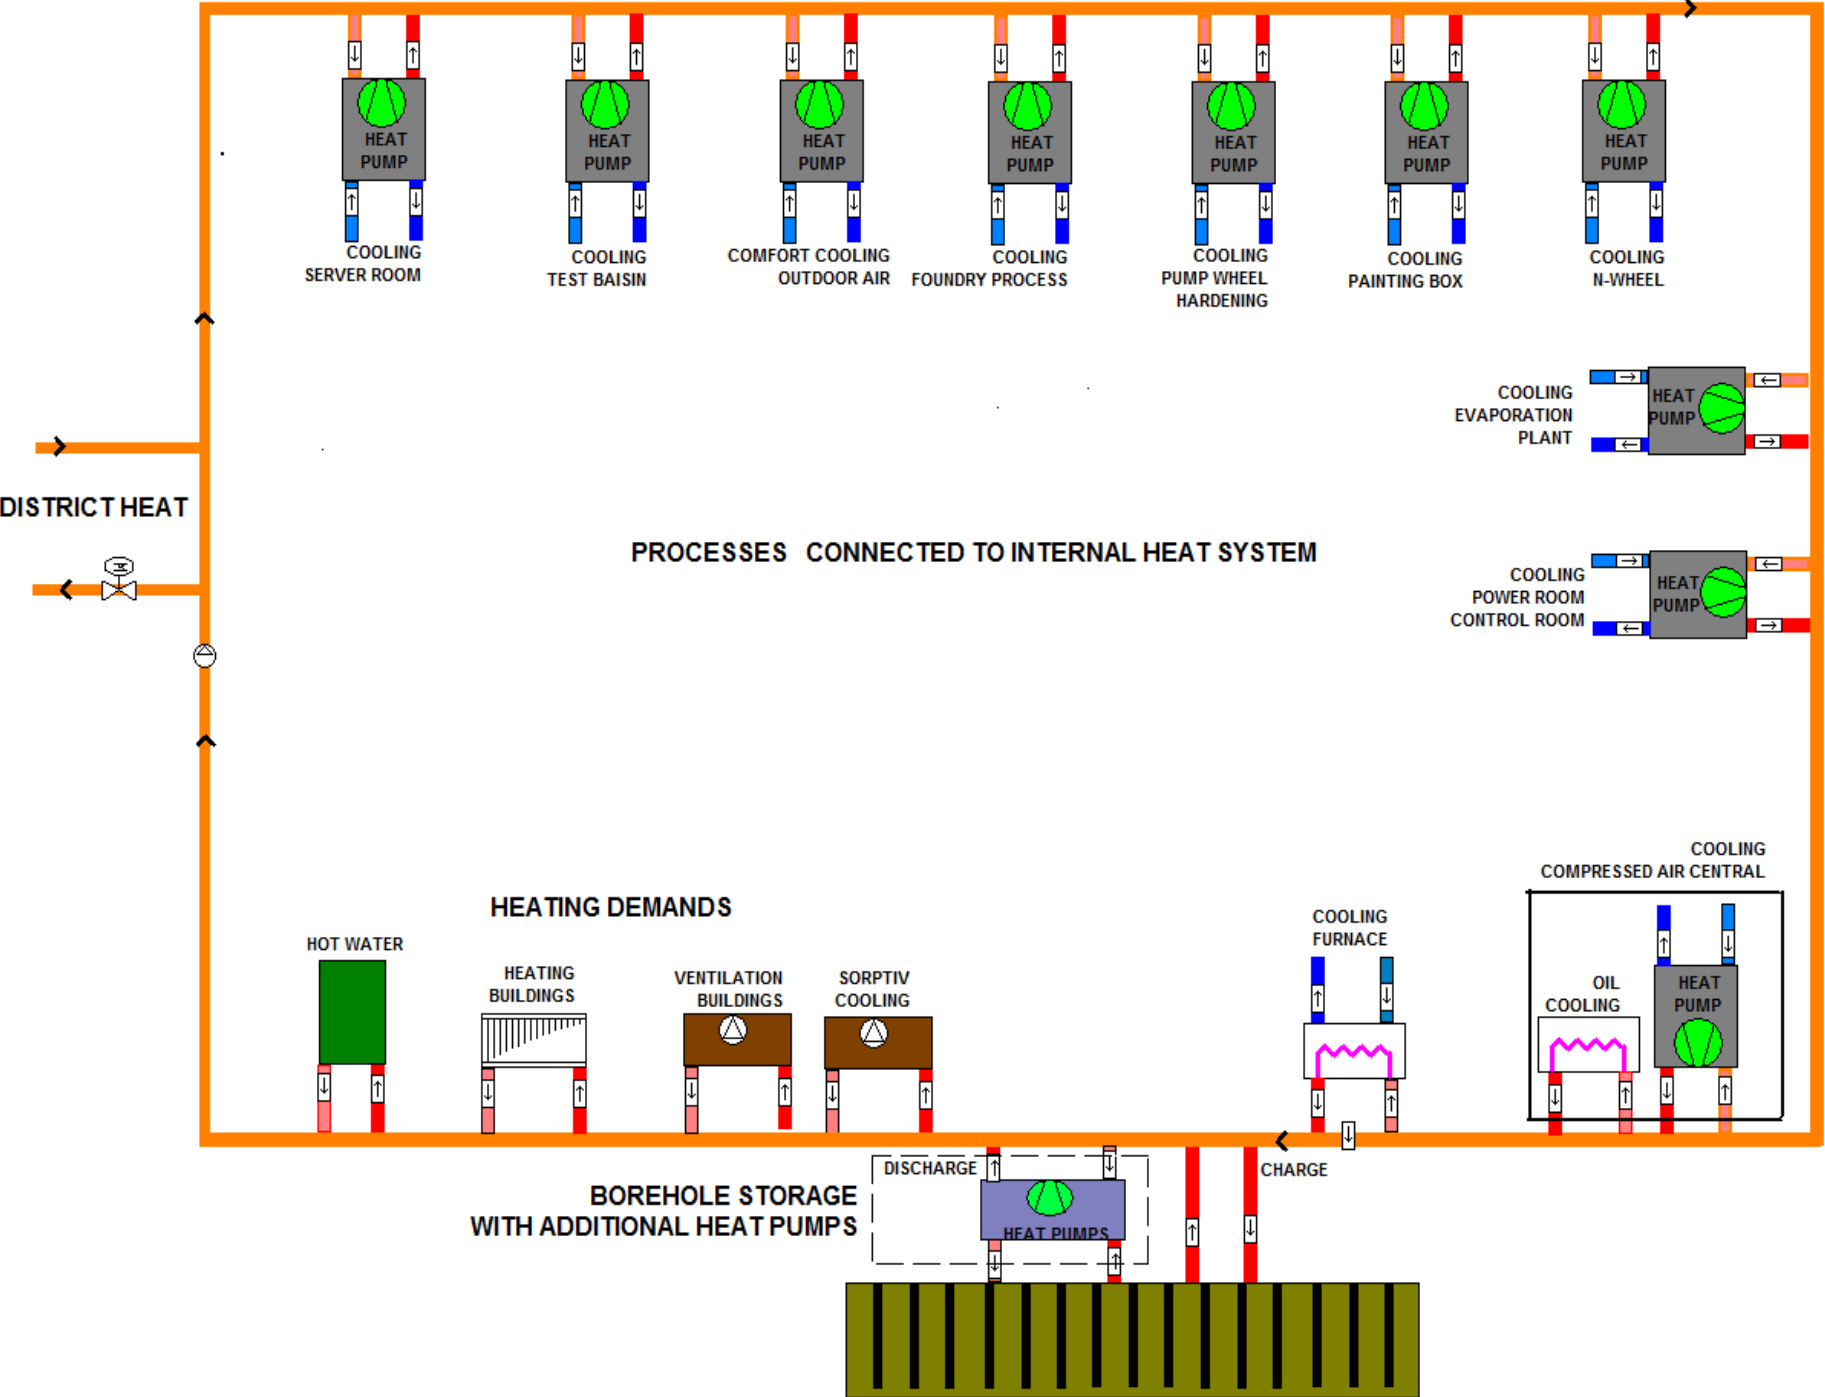 HEAT
PUMP
HEAT
PUMP
HEAT
PUMP
HEAT
PUMP
HEAT
PUMP
HEAT
PUMP
HEAT
PUMP
COOLING
SERVER ROOM
COOLING
TEST BAISIN
COMFORT COOLING
OUTDOOR AIR
COOLING
FOUNDRY PROCESS
COOLING
PUMP WHEEL
HARDENING
COOLING
PAINTING BOX
COOLING
N-WHEEL
COOLING
EVAPORATION
PLANT
HEAT
PUMP
DISTRICT HEAT
PROCESSES CONNECTED TO INTERNAL HEAT SYSTEM
COOLING
POWER ROOM
CONTROL ROOM
HEAT
PUMP
COOLING
COMPRESSED AIR CENTRAL
HEATING DEMANDS
HOT WATER
HEATING
BUILDINGS
VENTILATION
BUILDINGS
SORPTIV
COOLING
COOLING
FURNACE
OIL
COOLING
HEAT
PUMP
DISCHARGE
CHARGE
BOREHOLE STORAGE
WITH ADDITIONAL HEAT PUMPS
HEAT PUMPS